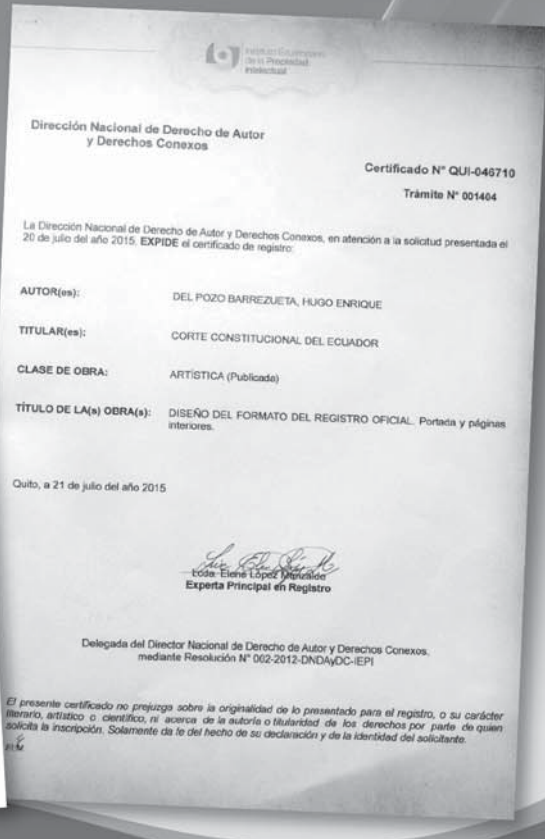 Instituto Ecuatoriano
de la Propiedad
Intelectual
Dirección Nacional de Derecho de Autor
y Derechos Conexos
Certificado N° QUI-046710
Trámite N° 001404
La Dirección Nacional de Derecho de Autor y Derechos Conexos, en atención a la solicitud presentada el
20 de julio del año 2015, EXPIDE el certificado de registro:
AUTOR(es): DEL POZO BARREZUETA, HUGO ENRIQUE
TITULAR(es): CORTE CONSTITUCIONAL DEL ECUADOR
CLASE DE OBRA: ARTÍSTICA (Publicada)
TÍTULO DE LA(s) OBRA(s): DISEÑO DEL FORMATO DEL REGISTRO OFICIAL. Portada y páginas
interiores.
Quito, a 21 de julio del año 2015
Elena López
Experta Principal en Registro
Delegada del Director Nacional de Derecho de Autor y Derechos Conexos,
mediante Resolución N° 002-2012-DNDAyDC-IEPI
El presente certificado no prejuzga sobre la originalidad de lo presentado para el registro, o su carácter
literario, artístico o científico, ni acerca de la autoría o titularidad de los derechos por parte de quien
solicita la inscripción. Solamente da fe del hecho de su declaración y de la identidad del solicitante.